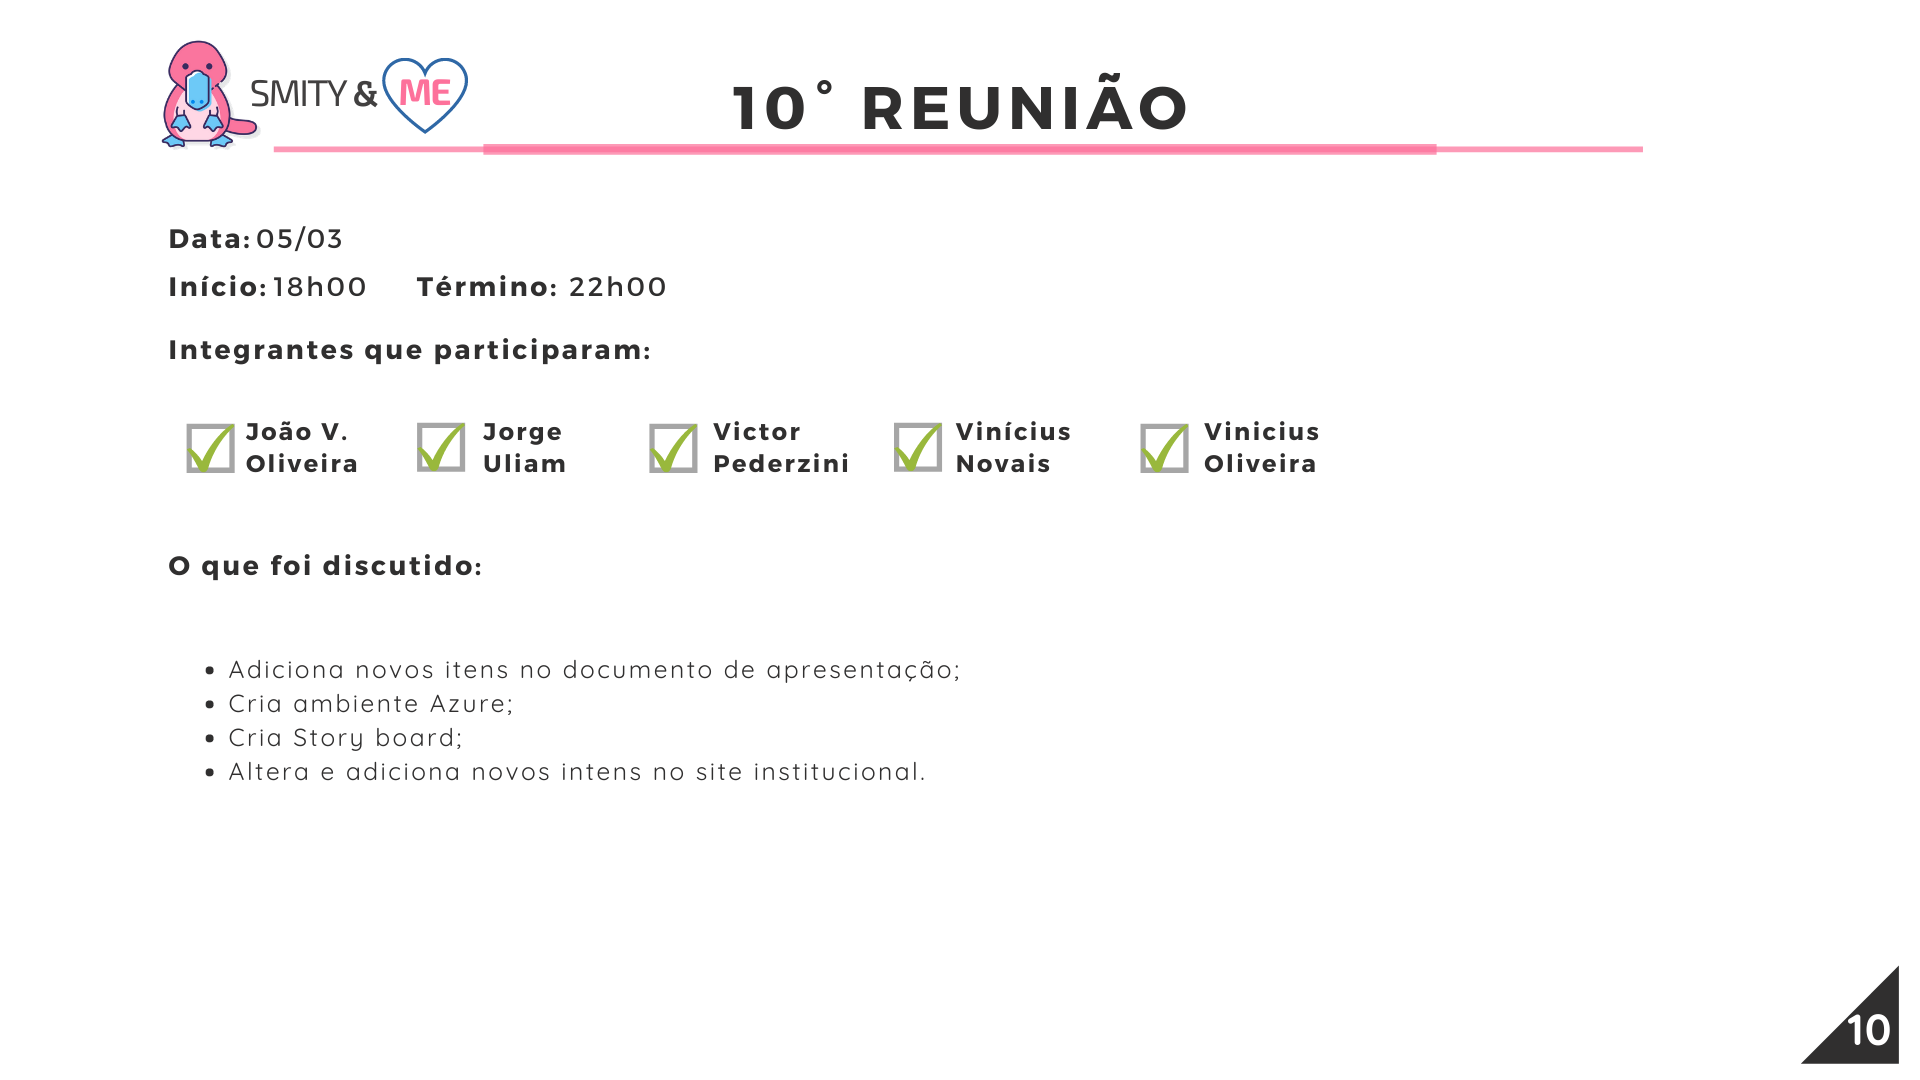 SMITY & ME
10° REUNIÃO
Data: 05/03
Início: 18h00 Término: 22h00
Integrantes que participaram:
João V. Oliveira
Jorge Uliam
Victor Pederzini
Vinícius Novais
Vinicius Oliveira
O que foi discutido:
• Adiciona novos itens no documento de apresentação;
• Cria ambiente Azure;
• Cria Story board;
• Altera e adiciona novos intens no site institucional.
10